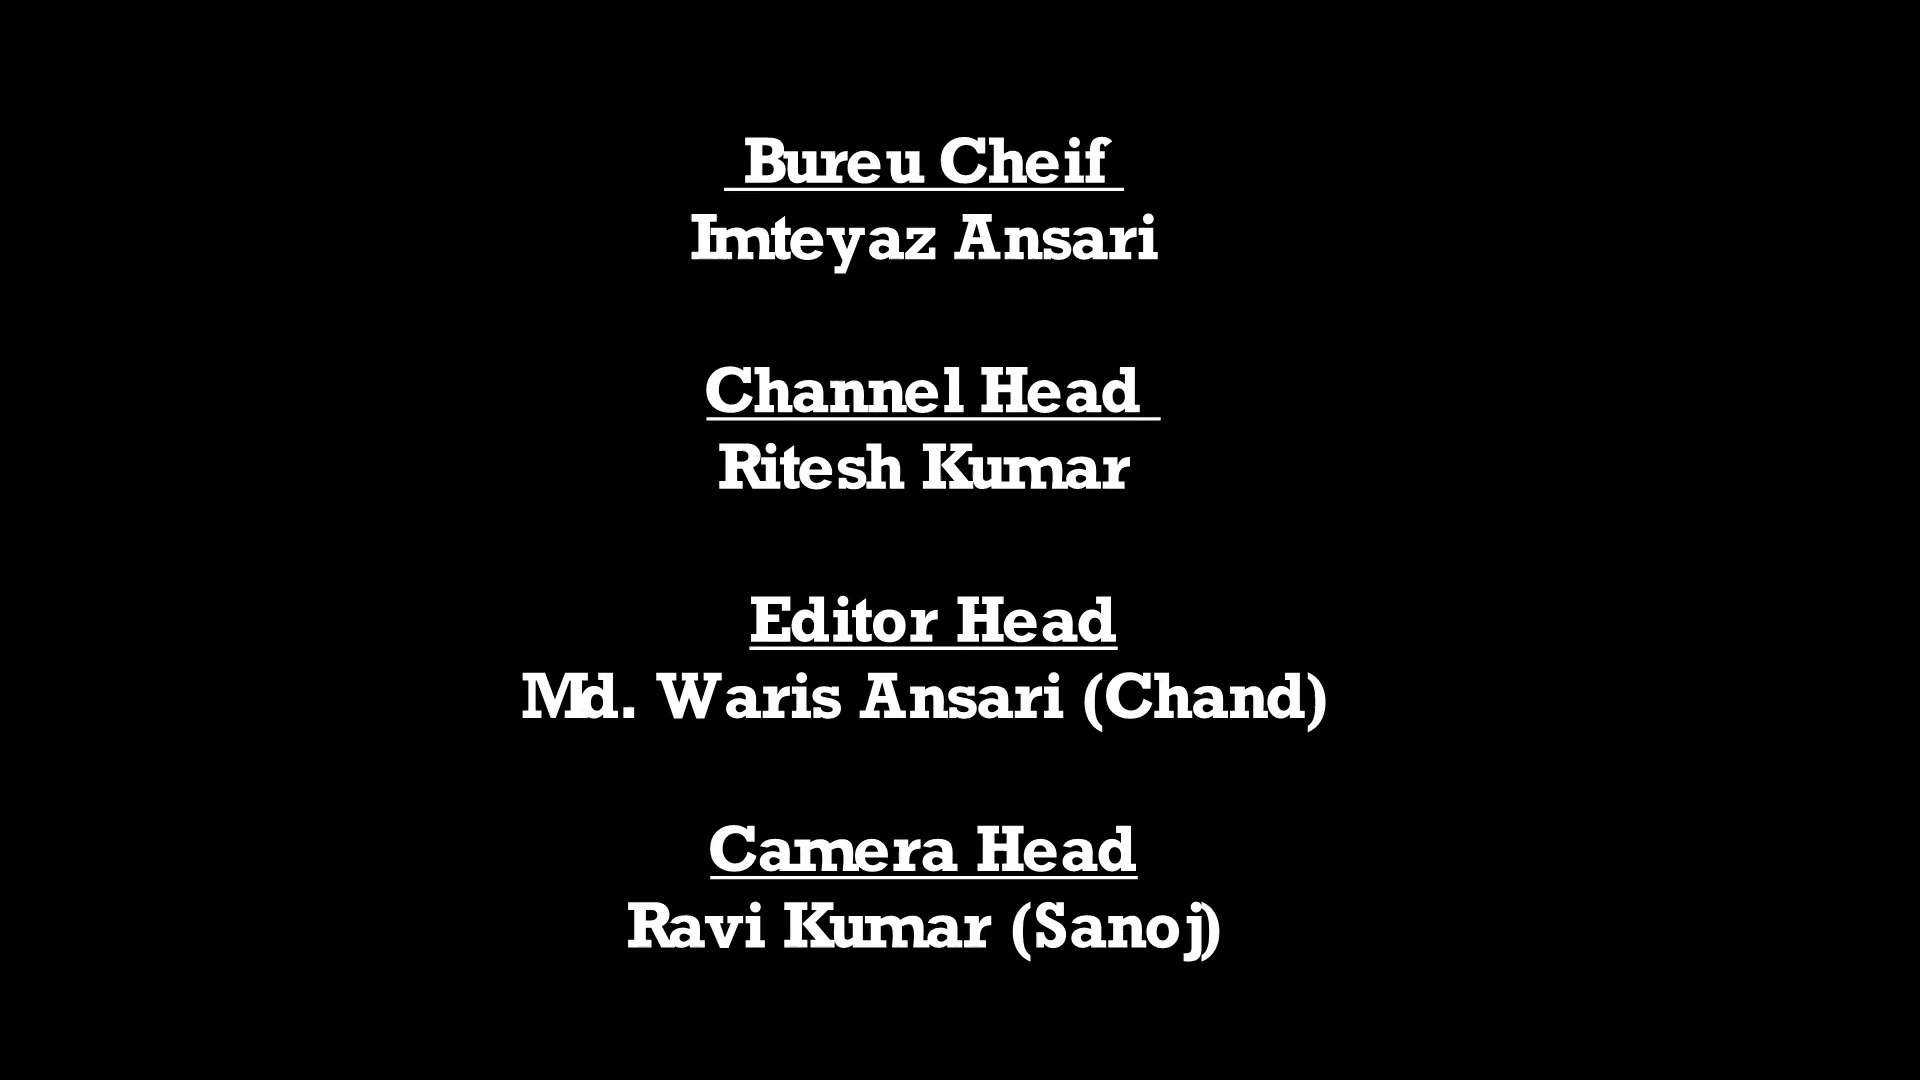 Bureu Cheif
Imteyaz Ansari
Channel Head
Ritesh Kumar
Editor Head
Md. Waris Ansari (Chand)
Camera Head
Ravi Kumar (Sanoj)